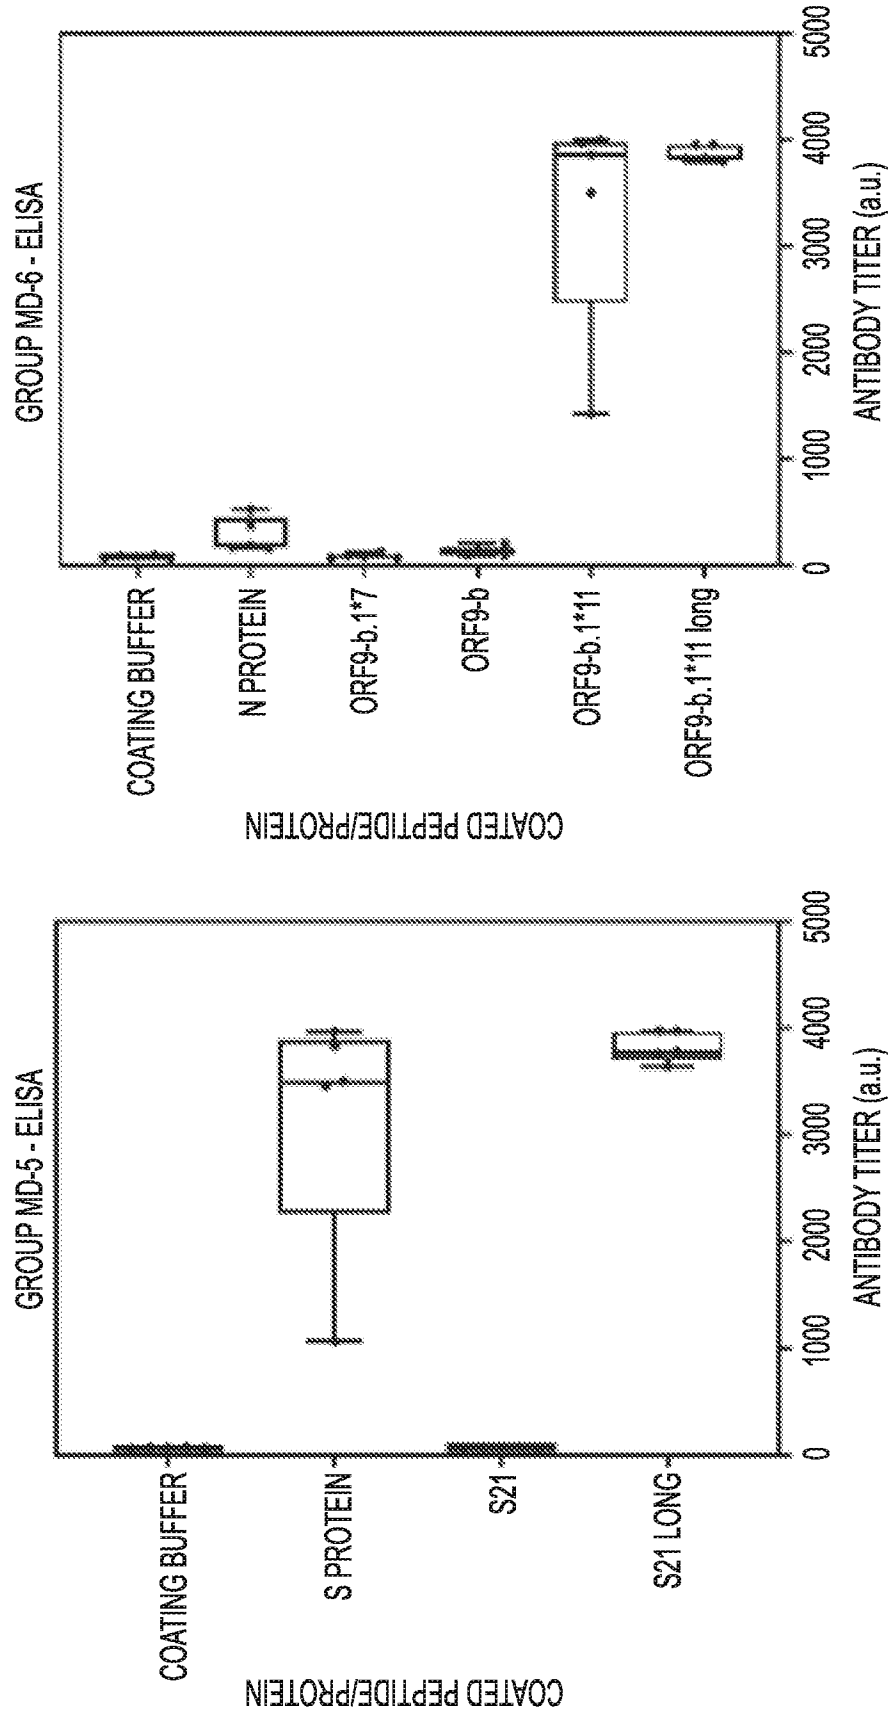 GROUP MD-5 - ELISA
COATED PEPTIDE/PROTEIN
COATING BUFFER
S PROTEIN
S21
S21 LONG
0
1000
2000
3000
4000
5000
ANTIBODY TITER (a.u.)
GROUP MD-6 - ELISA
COATED PEPTIDE/PROTEIN
COATING BUFFER
N PROTEIN
ORF9-b.1*7
ORF9-b
ORF9-b.1*11
ORF9-b.1*11 long
0
1000
2000
3000
4000
5000
ANTIBODY TITER (a.u.)